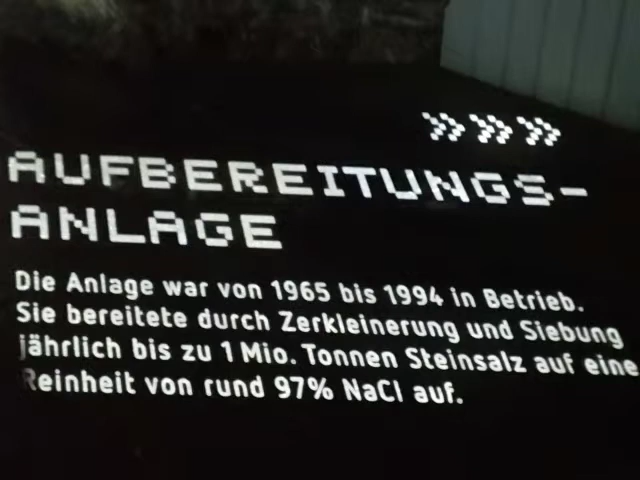 »»»
AUFBEREITUNGS-
ANLAGE
Die Anlage war von 1965 bis 1994 in Betrieb.
Sie bereitete durch Zerkleinerung und Siebung
jährlich bis zu 1 Mio. Tonnen Steinsalz auf eine
Reinheit von rund 97% NaCl auf.